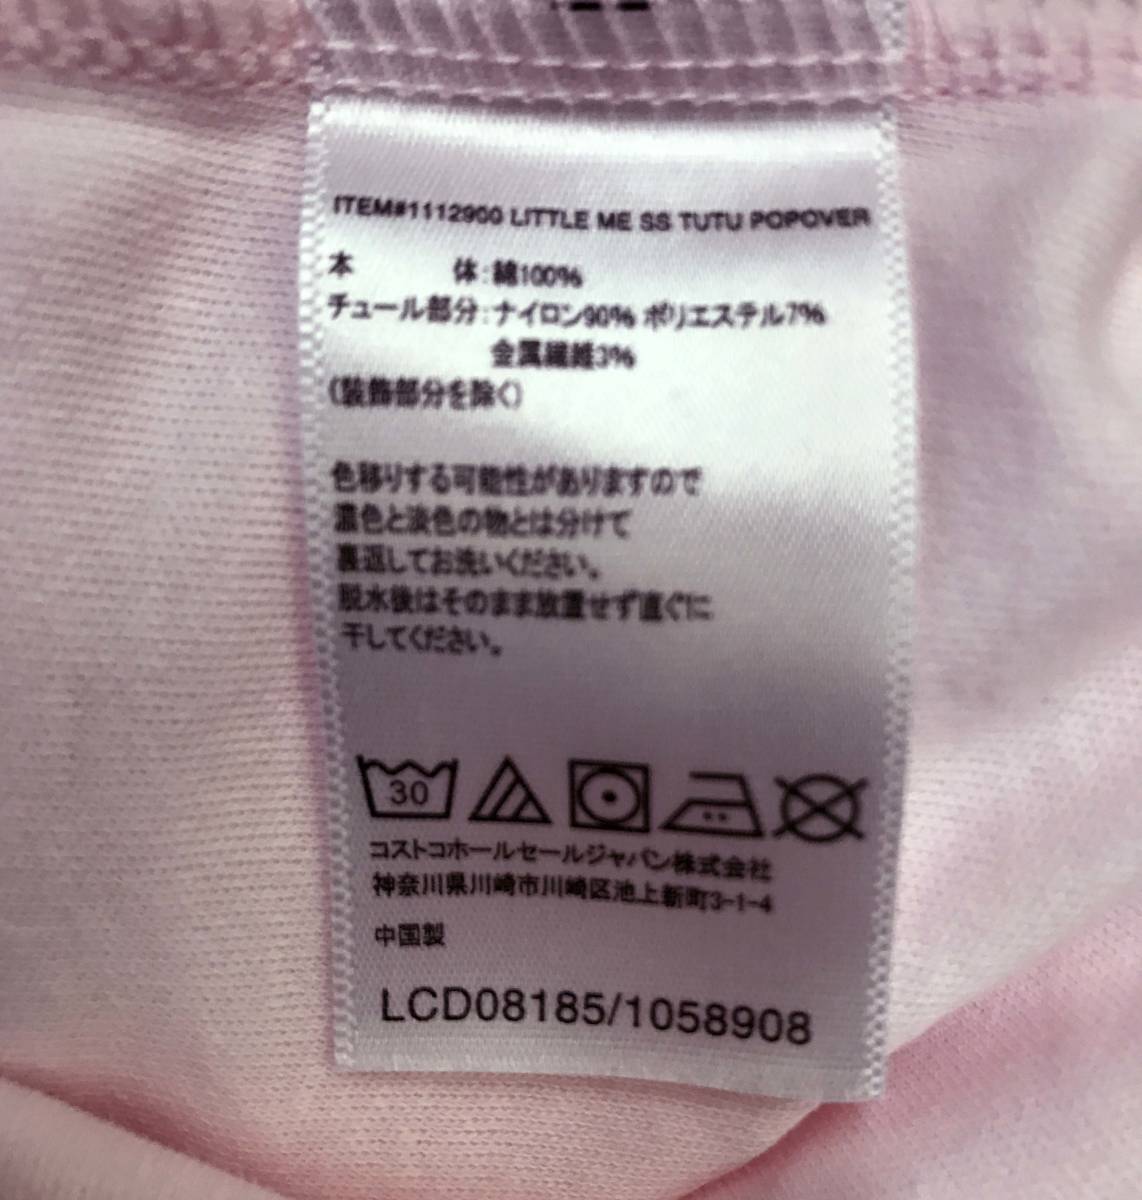 ITEM#1112900 LITTLE ME SS TUTU POPOVER
本 体:綿100%
チュール部分:ナイロン90% ポリエステル7%
金属繊維3%
(装飾部分を除く)
色移りする可能性がありますので
濃色と淡色の物とは分けて
裏返してお洗いください。
脱水後はそのまま放置せず直ぐに
干してください。
30
コストコホールセールジャパン株式会社
神奈川県川崎市川崎区池上新町3-1-4
中国製
LCD08185/1058908